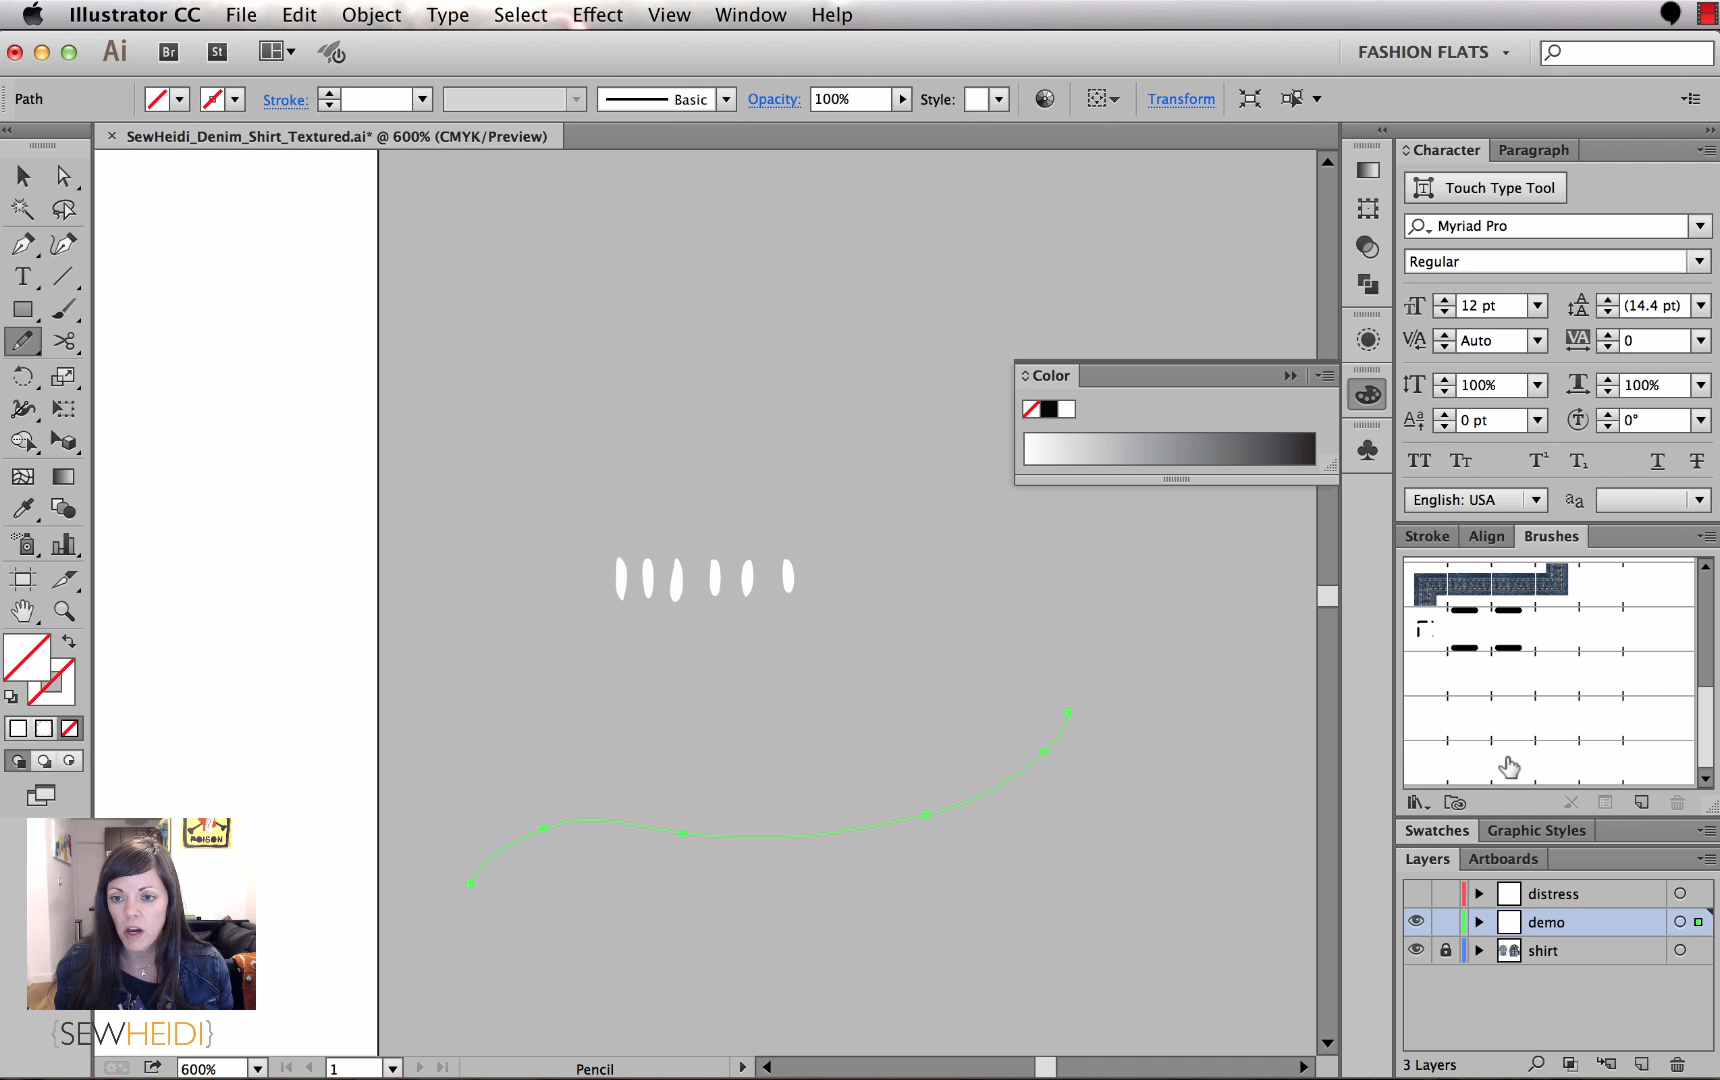 Illustrator CC File Edit Object Type Select Effect View Window Help
Ai Br St FASHION FLATS
Path Stroke: Basic Opacity: 100% Style: Transform
× SewHeidi_Denim_Shirt_Textured.ai* @ 600% (CMYK/Preview)
Character Paragraph
Touch Type Tool
Myriad Pro
Regular
12 pt (14.4 pt)
Auto 0
100% 100%
0 pt 0°
English: USA
Color
Stroke Align Brushes
Swatches Graphic Styles
Layers Artboards
distress
demo
shirt
POISON
{SEWHEIDI}
600% 1 Pencil 3 Layers